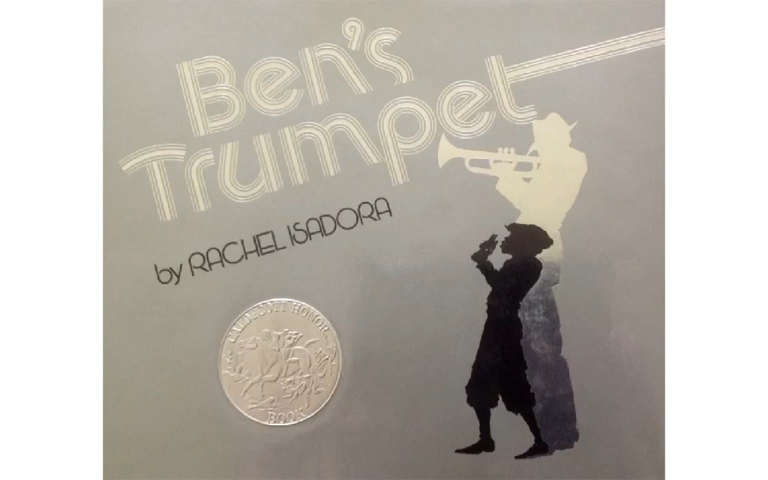 Ben's
Trumpet
by RACHEL ISADORA
CALDECOTT HONOR
BOOK